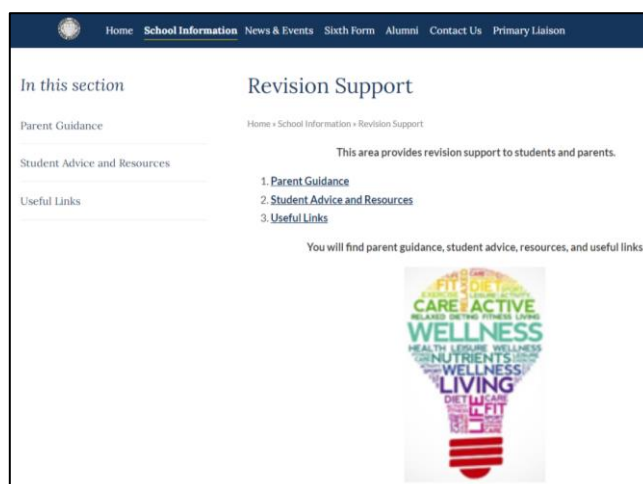 Home School Information News & Events Sixth Form Alumni Contact Us Primary Liaison
In this section
Parent Guidance
Student Advice and Resources
Useful Links
Revision Support
Home » School Information » Revision Support
This area provides revision support to students and parents.
1. Parent Guidance
2. Student Advice and Resources
3. Useful Links
You will find parent guidance, student advice, resources, and useful links
FIT DIET
CARE ACTIVE
RELAXED DIETING FITNESS LIVING
WELLNESS
HEALTH LEISURE WELLNESS
NUTRIENTS
WELLNESS
LIVING
DIET CARE
LIFE FIT